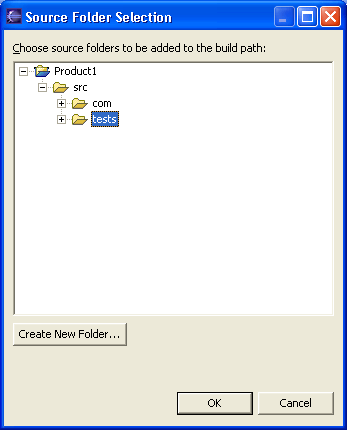 Source Folder Selection
Choose source folders to be added to the build path:
Product1
src
com
tests
Create New Folder...
OK
Cancel